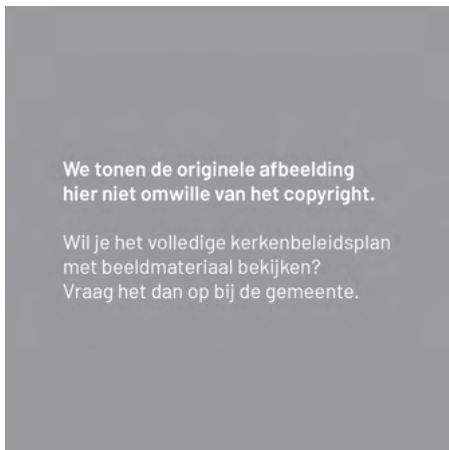 We tonen de originele afbeelding
hier niet omwille van het copyright.
Wil je het volledige kerkenbeleidsplan
met beeldmateriaal bekijken?
Vraag het dan op bij de gemeente.